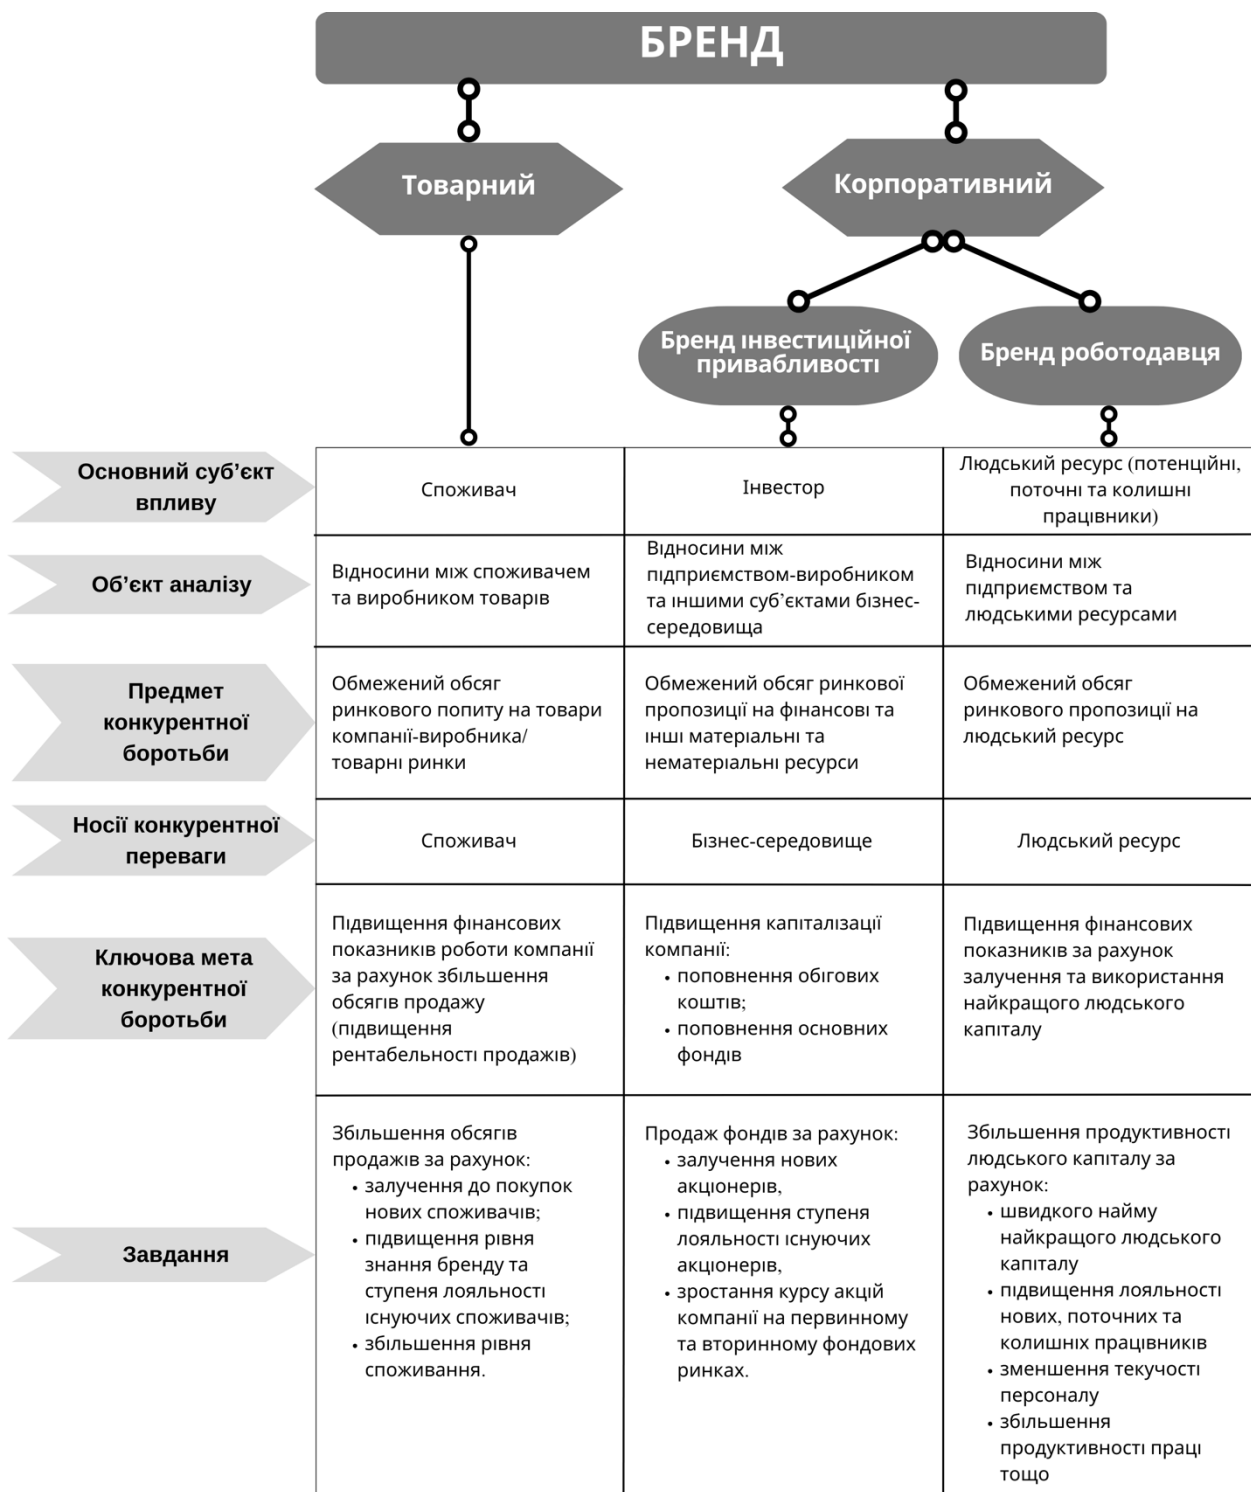 БРЕНД
Товарний
Корпоративний
Бренд інвестиційної
привабливості
Бренд роботодавця
Основний суб’єкт
впливу
Споживач
Інвестор
Людський ресурс (потенційні,
поточні та колишні
працівники)
Об’єкт аналізу
Відносини між споживачем
та виробником товарів
Відносини між
підприємством-виробником
та іншими суб’єктами бізнес-
середовища
Відносини між
підприємством та
людськими ресурсами
Предмет
конкурентної
боротьби
Обмежений обсяг
ринкового попиту на товари
компанії-виробника/
товарні ринки
Обмежений обсяг ринкової
пропозиції на фінансові та
інші матеріальні та
нематеріальні ресурси
Обмежений обсяг
ринкового пропозиції на
людський ресурс
Носії конкурентної
переваги
Споживач
Бізнес-середовище
Людський ресурс
Ключова мета
конкурентної
боротьби
Підвищення фінансових
показників роботи компанії
за рахунок збільшення
обсягів продажу
(підвищення
рентабельності продажів)
Підвищення капіталізації
компанії:
• поповнення обігових
коштів;
• поповнення основних
фондів
Підвищення фінансових
показників за рахунок
залучення та використання
найкращого людського
капіталу
Завдання
Збільшення обсягів
продажів за рахунок:
• залучення до покупок
нових споживачів;
• підвищення рівня
знання бренду та
ступеня лояльності
існуючих споживачів;
• збільшення рівня
споживання.
Продаж фондів за рахунок:
• залучення нових
акціонерів,
• підвищення ступеня
лояльності існуючих
акціонерів,
• зростання курсу акцій
компанії на первинному
та вторинному фондових
ринках.
Збільшення продуктивності
людського капіталу за
рахунок:
• швидкого найму
найкращого людського
капіталу
• підвищення лояльності
нових, поточних та
колишніх працівників
• зменшення текучості
персоналу
• збільшення
продуктивності праці
тощо